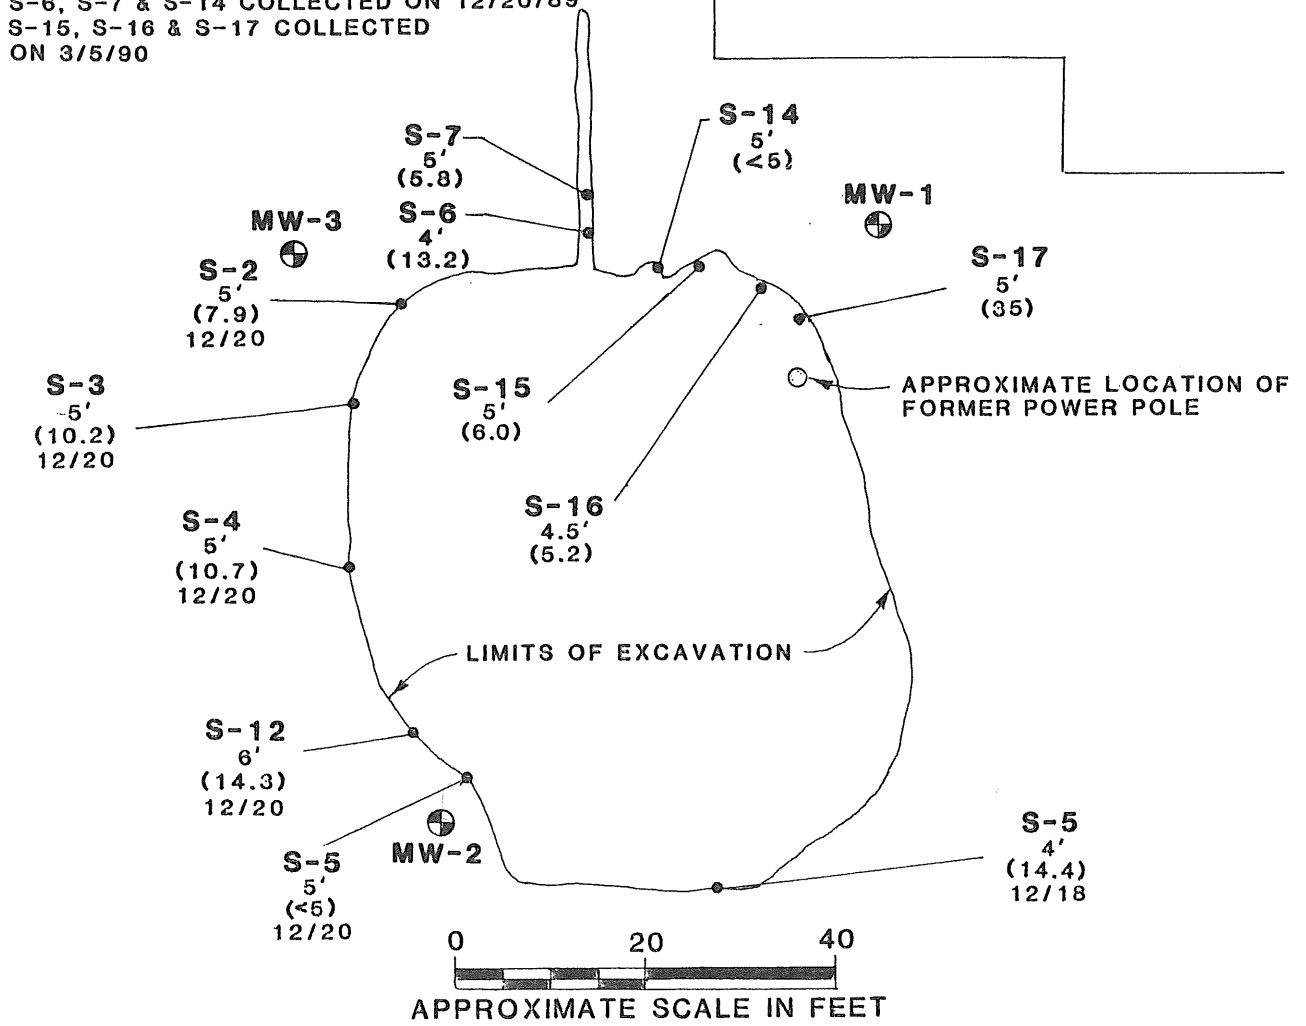 S-6, S-7 & S-14 COLLECTED ON 12/20/89
S-15, S-16 & S-17 COLLECTED
ON 3/5/90
S-14
5'
(<5)
S-7
5'
(5.8)
MW-1
S-6
4'
(13.2)
MW-3
S-2
5'
(7.9)
12/20
S-17
5'
(35)
S-3
5'
(10.2)
12/20
S-15
5'
(6.0)
APPROXIMATE LOCATION OF
FORMER POWER POLE
S-16
4.5'
(5.2)
S-4
5'
(10.7)
12/20
LIMITS OF EXCAVATION
S-12
6'
(14.3)
12/20
S-5
4'
(14.4)
12/18
MW-2
S-5
5'
(<5)
12/20
0 20 40
APPROXIMATE SCALE IN FEET